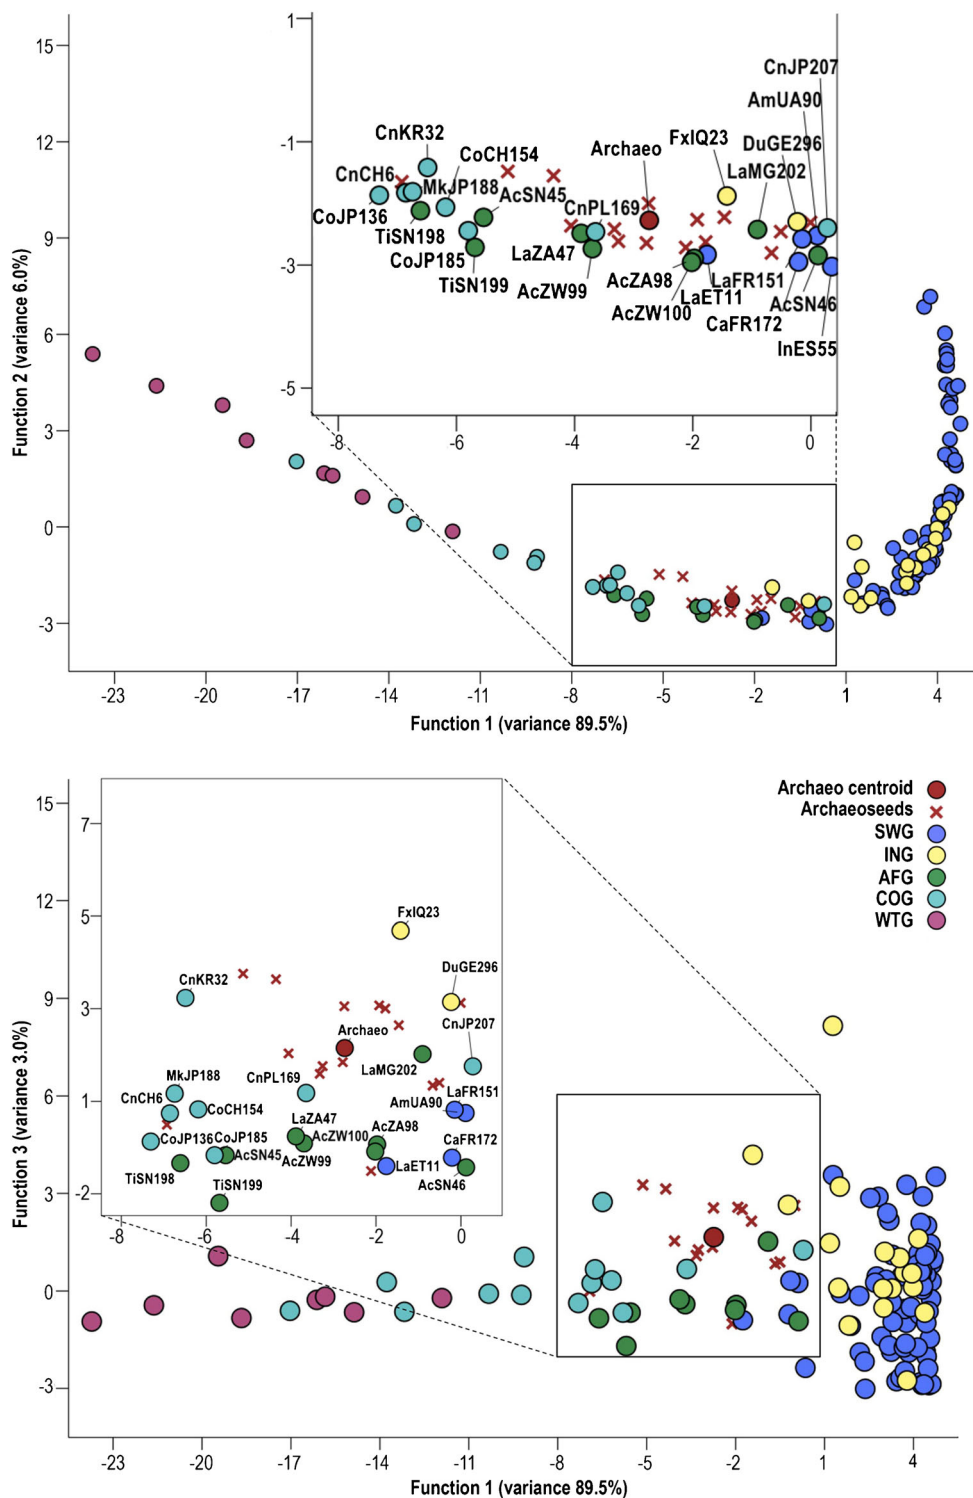 1
15
CnJP207
12
AmUA90
-1
CnKR32
FxIQ23
DuGE296
CoCH154
Archaeo
LaMG202
CnCH6
MkJP188
AcSN45
CnPL169
CoJP136
9
TiSN198
LaZA47
CoJP185
-3
AcZA98
LaFR151
TiSN199
AcZW99
LaET11
AcSN46
AcZW100
CaFR172
6
InES55
-5
3
-8
-6
-4
-2
0
0
-3
Function 2 (variance 6.0%)
-23
-20
-17
-14
-11
-8
-5
-2
1
4
Function 1 (variance 89.5%)
15
Archaeo centroid
Archaeoseeds
SWG
ING
AFG
COG
WTG
7
12
5
FxIQ23
DuGE296
CnKR32
9
3
CnJP207
Archaeo
LaMG202
MkJP188
CnPL169
LaFR151
CnCH6
1
AmUA90
6
CoCH154
LaZA47
AcZA98
CoJP136
CoJP185
AcZW100
CaFR172
AcSN45
AcZW99
LaET11
TiSN198
AcSN46
TiSN199
3
-2
-8
-6
-4
-2
0
0
-3
Function 3 (variance 3.0%)
-23
-20
-17
-14
-11
-8
-5
-2
1
4
Function 1 (variance 89.5%)